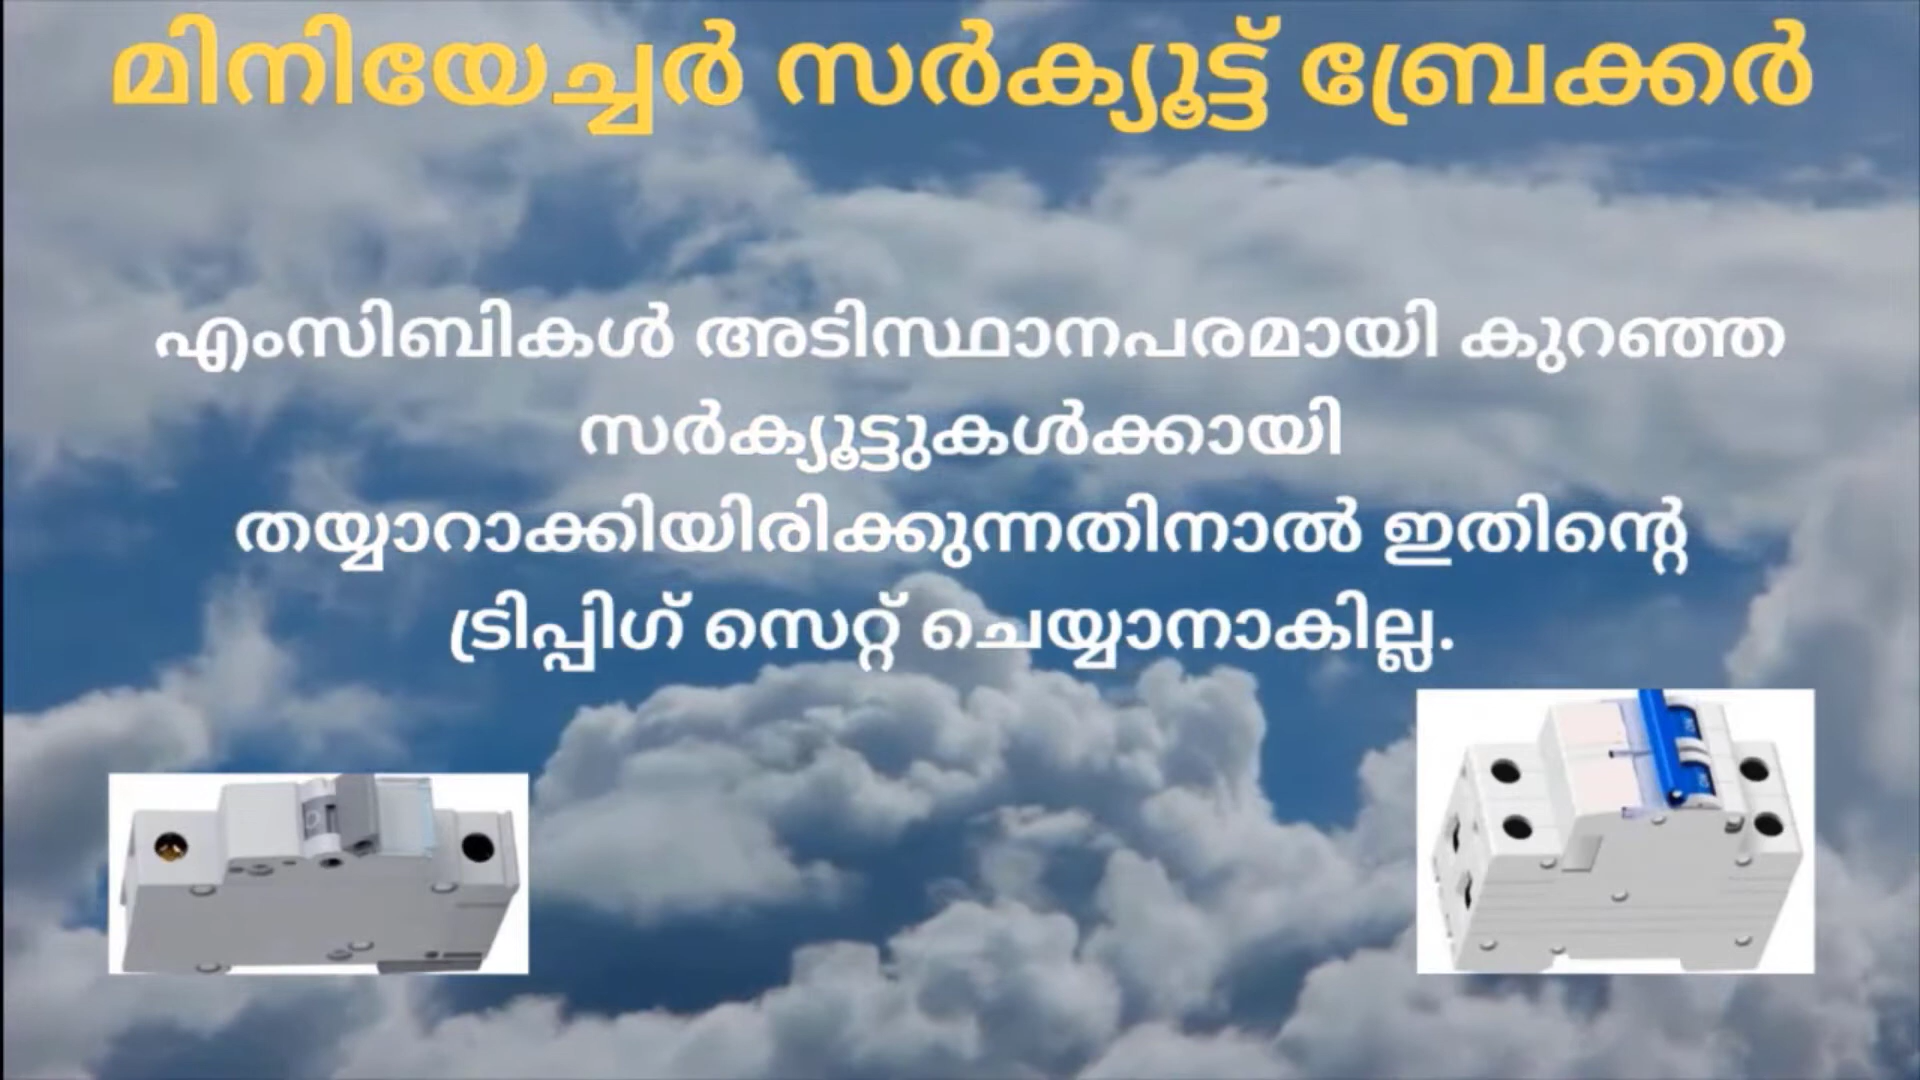 മിനിയേച്ചർ സർക്യൂട്ട് ബ്രേക്കർ
എംസിബികൾ അടിസ്ഥാനപരമായി കുറഞ്ഞ
സർക്യൂട്ടുകൾക്കായി
തയ്യാറാക്കിയിരിക്കുന്നതിനാൽ ഇതിന്റെ
ട്രിപ്പിഗ് സെറ്റ് ചെയ്യാനാകില്ല.